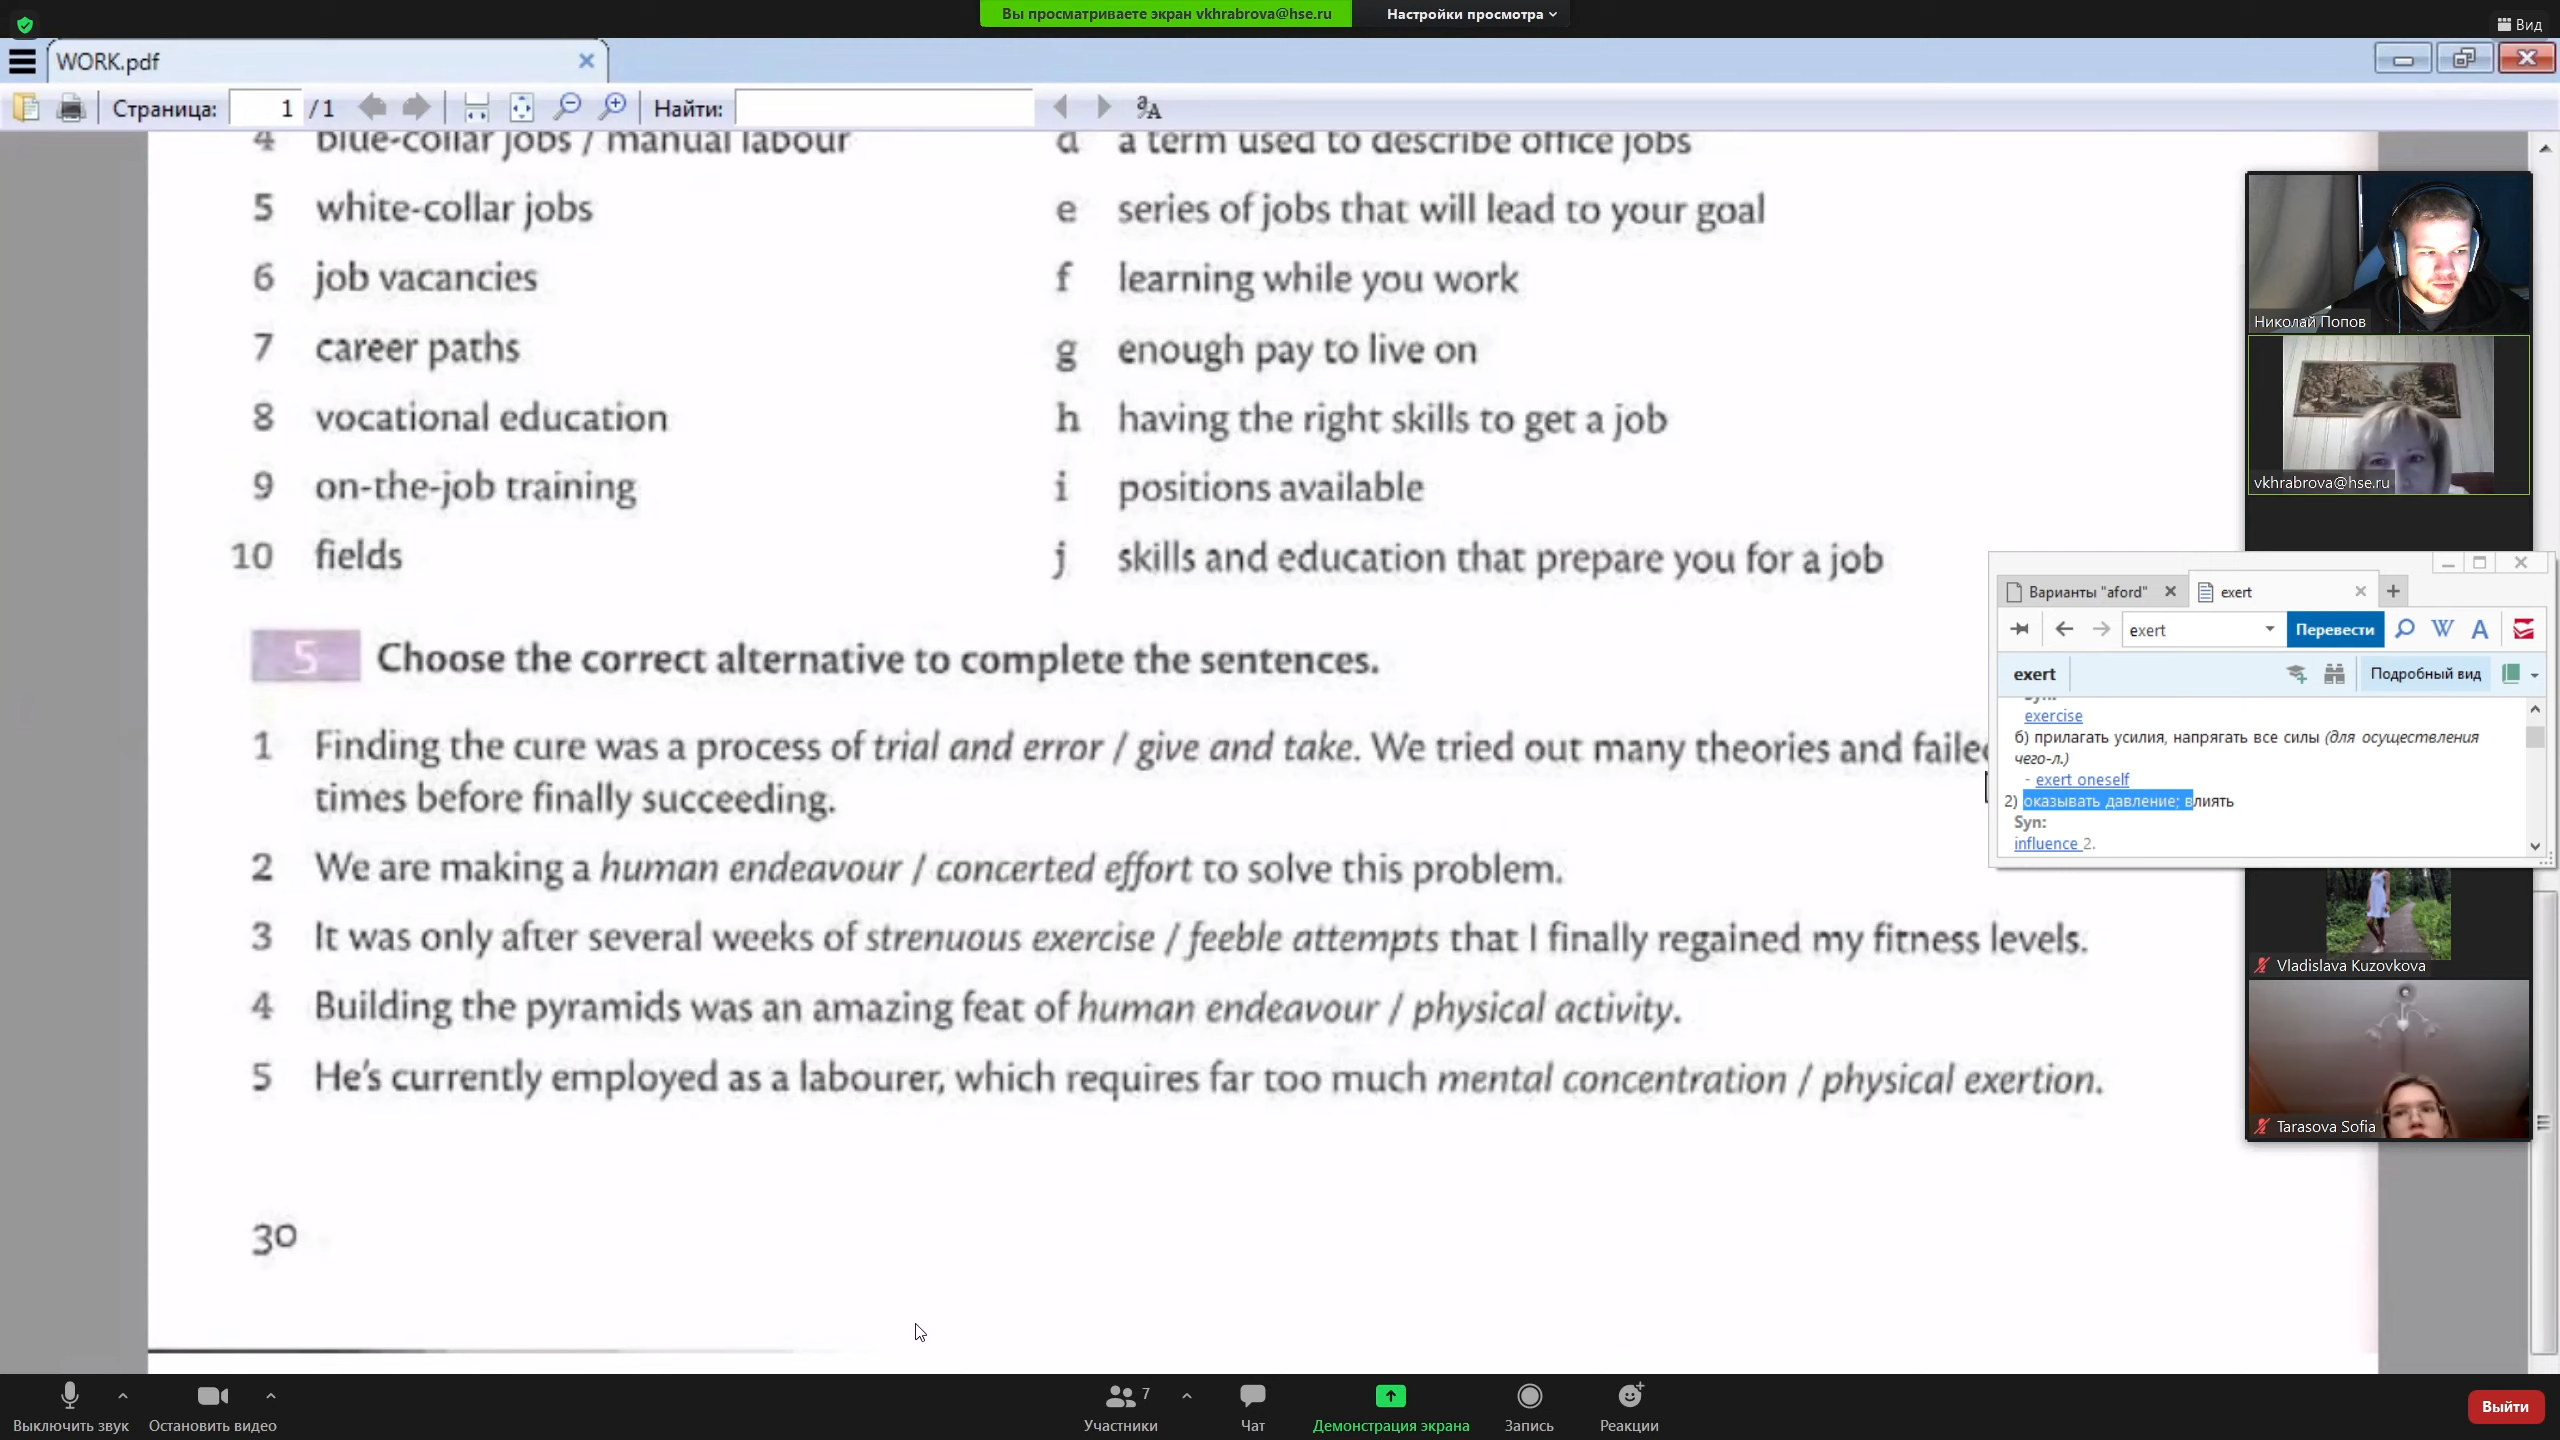 Вы просматриваете экран vkhrabrova@hse.ru
Настройки просмотра
Вид
WORK.pdf
Страница: 1 / 1 Найти:
4 blue-collar jobs / manual labour d a term used to describe office jobs
5 white-collar jobs e series of jobs that will lead to your goal
6 job vacancies f learning while you work
7 career paths g enough pay to live on
8 vocational education h having the right skills to get a job
9 on-the-job training i positions available
10 fields j skills and education that prepare you for a job
5 Choose the correct alternative to complete the sentences.
1 Finding the cure was a process of trial and error / give and take. We tried out many theories and failed
times before finally succeeding.
2 We are making a human endeavour / concerted effort to solve this problem.
3 It was only after several weeks of strenuous exercise / feeble attempts that I finally regained my fitness levels.
4 Building the pyramids was an amazing feat of human endeavour / physical activity.
5 He's currently employed as a labourer, which requires far too much mental concentration / physical exertion.
30
Николай Попов
vkhrabrova@hse.ru
Варианты "aford"
exert
exert
Перевести
W
A
exert
Подробный вид
Syn:
exercise
б) прилагать усилия, напрягать все силы (для осуществления
чего-л.)
- exert oneself
2) оказывать давление; влиять
Syn:
influence 2.
Vladislava Kuzovkova
Tarasova Sofia
Выключить звук
Остановить видео
7
Участники
Чат
Демонстрация экрана
Запись
Реакции
Выйти